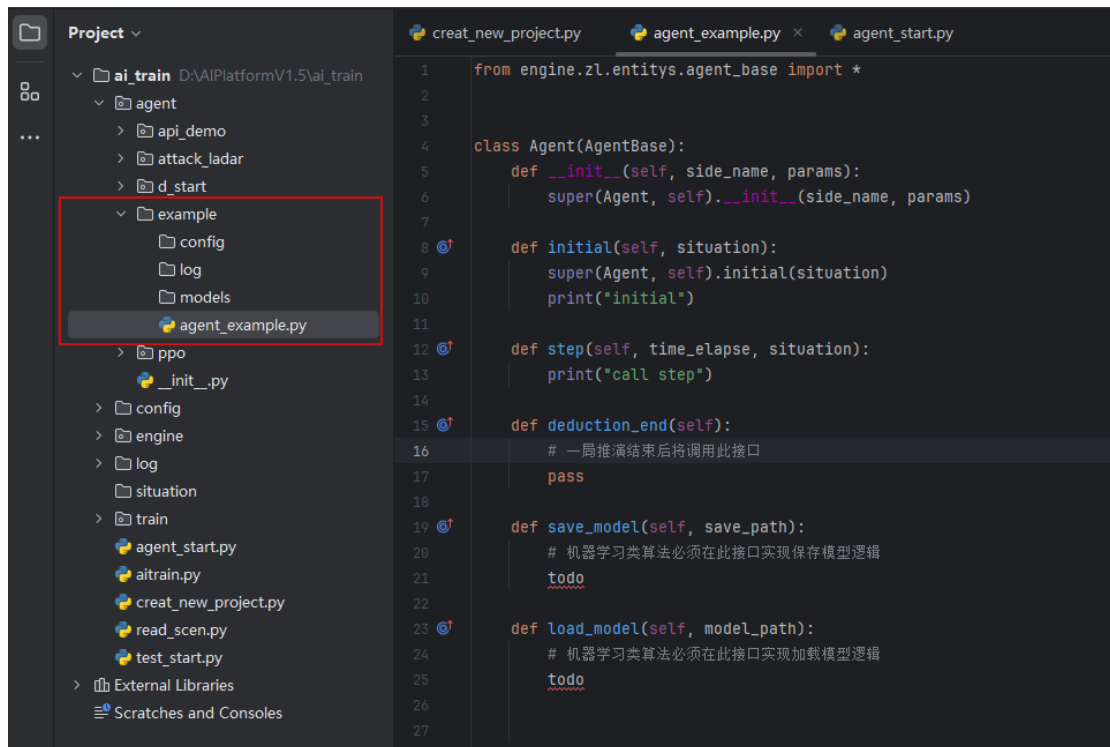 Project
ai_train D:\AIPlatformV1.5\ai_train
agent
api_demo
attack_ladar
d_start
example
config
log
models
agent_example.py
ppo
__init__.py
config
engine
log
situation
train
agent_start.py
aitrain.py
creat_new_project.py
read_scen.py
test_start.py
External Libraries
Scratches and Consoles
creat_new_project.py agent_example.py × agent_start.py
1 from engine.zl.entitys.agent_base import *
2
3
4 class Agent(AgentBase):
5 def __init__(self, side_name, params):
6 super(Agent, self).__init__(side_name, params)
7
8 def initial(self, situation):
9 super(Agent, self).initial(situation)
10 print("initial")
11
12 def step(self, time_elapse, situation):
13 print("call step")
14
15 def deduction_end(self):
16 # 一局推演结束后将调用此接口
17 pass
18
19 def save_model(self, save_path):
20 # 机器学习类算法必须在此接口实现保存模型逻辑
21 todo
22
23 def load_model(self, model_path):
24 # 机器学习类算法必须在此接口实现加载模型逻辑
25 todo
26
27